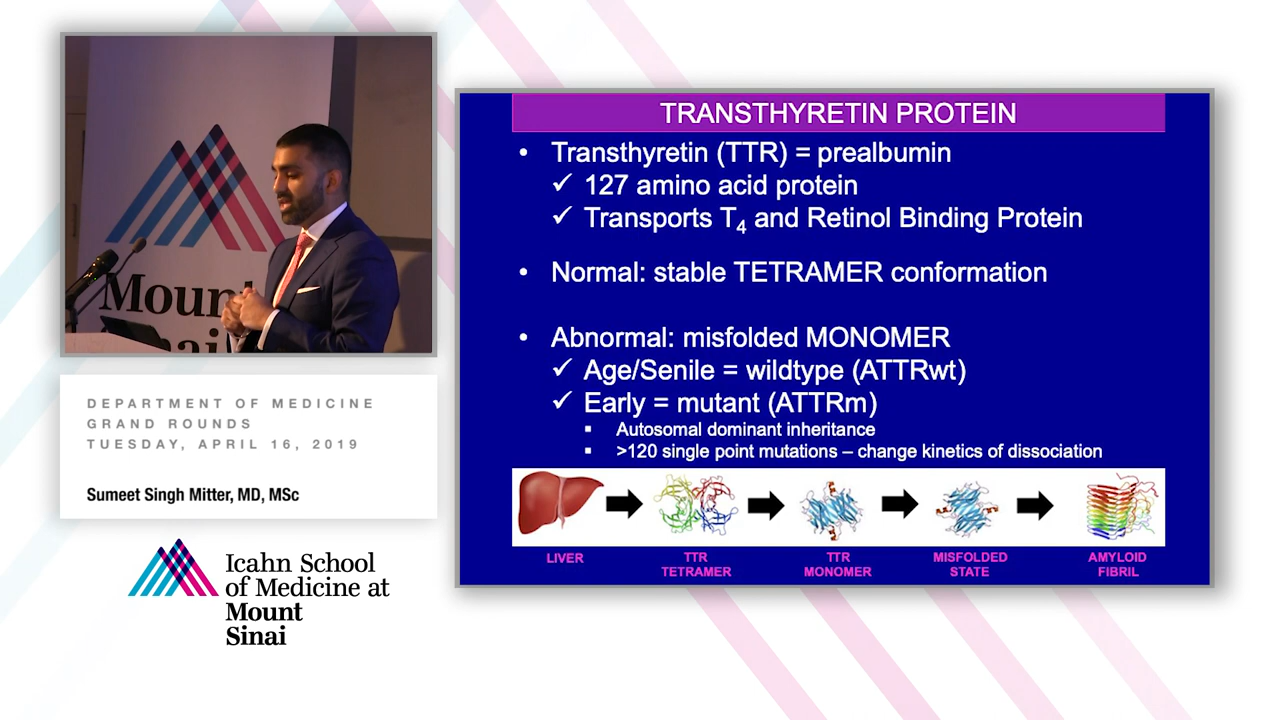 Mount
Sinai
DEPARTMENT OF MEDICINE
GRAND ROUNDS
TUESDAY, APRIL 16, 2019
Sumeet Singh Mitter, MD, MSc
Icahn School
of Medicine at
Mount
Sinai
TRANSTHYRETIN PROTEIN
• Transthyretin (TTR) = prealbumin
✓ 127 amino acid protein
✓ Transports T4 and Retinol Binding Protein
• Normal: stable TETRAMER conformation
• Abnormal: misfolded MONOMER
✓ Age/Senile = wildtype (ATTRwt)
✓ Early = mutant (ATTRm)
▪ Autosomal dominant inheritance
▪ >120 single point mutations – change kinetics of dissociation
LIVER
TTR
TETRAMER
TTR
MONOMER
MISFOLDED
STATE
AMYLOID
FIBRIL